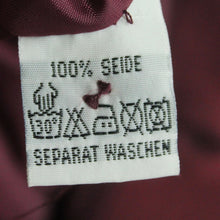 100% SEIDE
30°
SEPARAT WASCHEN